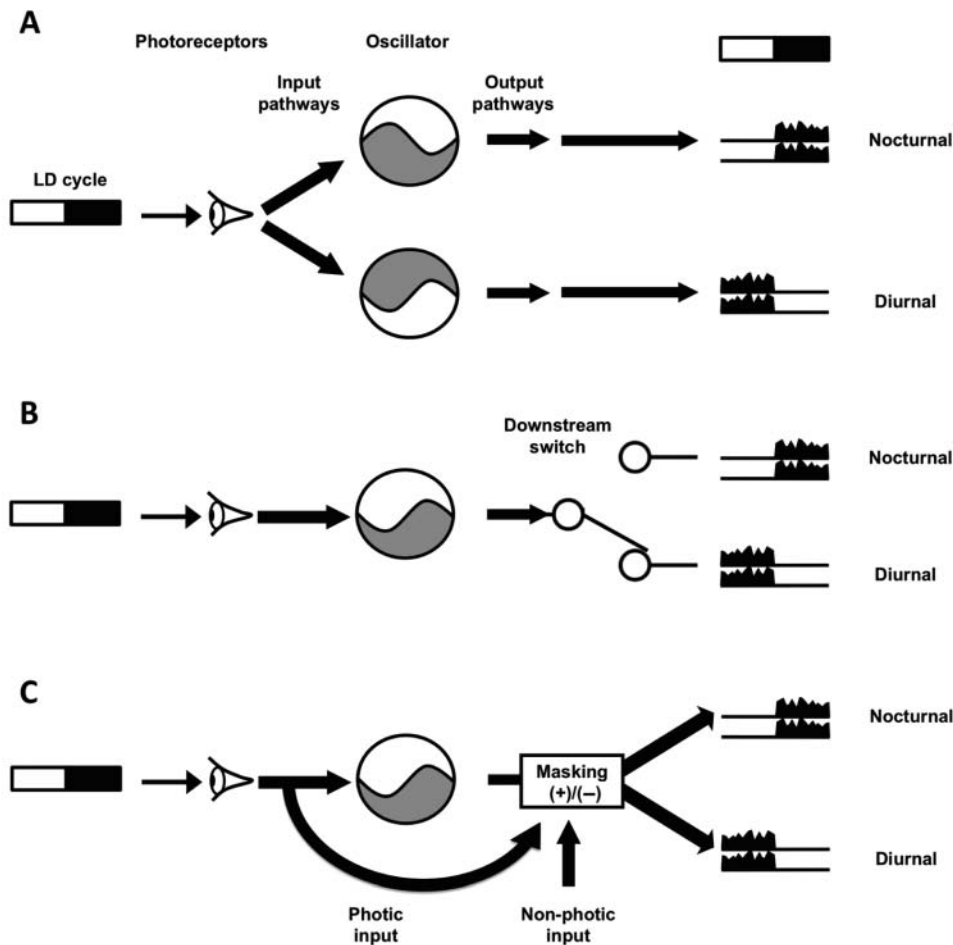 A
Photoreceptors
Oscillator
Input
pathways
Output
pathways
LD cycle
Nocturnal
Diurnal
B
Downstream
switch
Nocturnal
Diurnal
C
Masking
(+)/(–)
Nocturnal
Diurnal
Photic
input
Non-photic
input